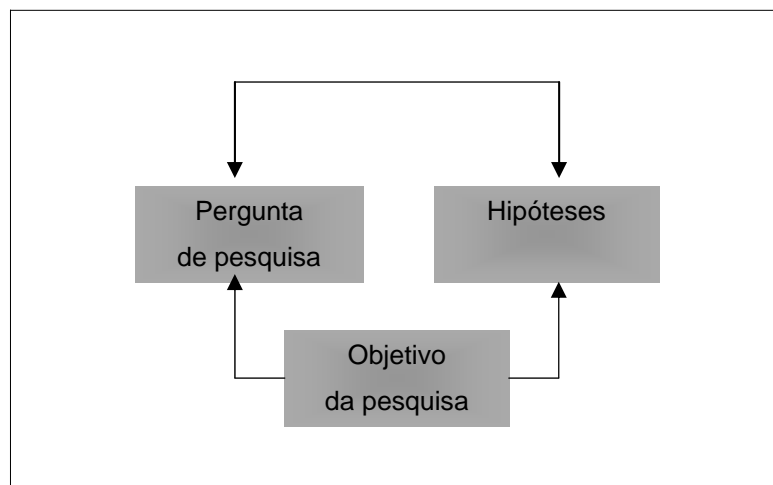 Pergunta
de pesquisa
Hipóteses
Objetivo
da pesquisa